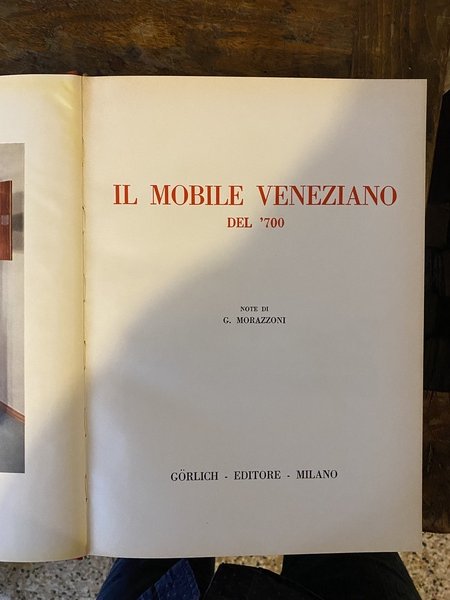 IL MOBILE VENEZIANO
DEL '700
NOTE DI
G. MORAZZONI
GÖRLICH - EDITORE - MILANO